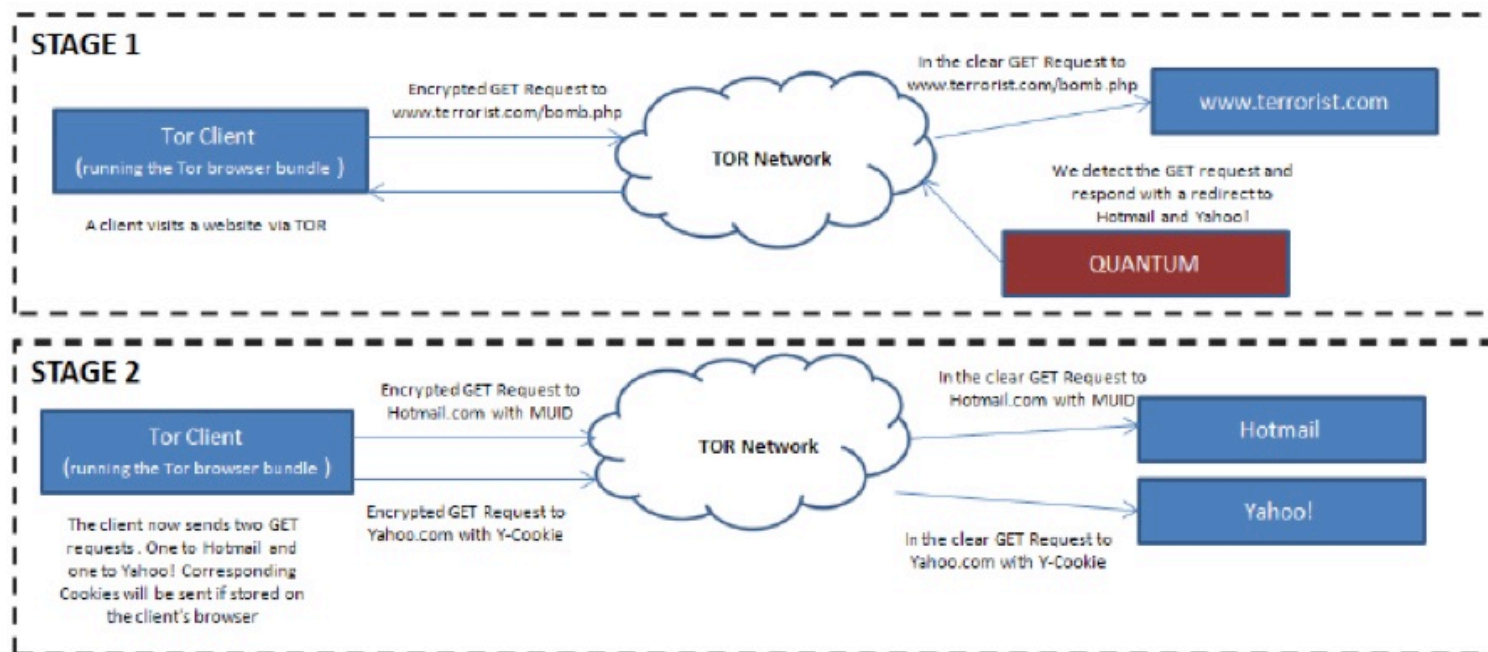 STAGE 1
Tor Client
(running the Tor browser bundle )
A client visits a website via TOR
Encrypted GET Request to
www.terrorist.com/bomb.php
TOR Network
In the clear GET Request to
www.terrorist.com/bomb.php
www.terrorist.com
We detect the GET request and
respond with a redirect to
Hotmail and Yahoo!
QUANTUM
STAGE 2
Tor Client
(running the Tor browser bundle )
The client now sends two GET
requests . One to Hotmail and
one to Yahoo! Corresponding
Cookies will be sent if stored on
the client's browser
Encrypted GET Request to
Hotmail.com with MUID
Encrypted GET Request to
Yahoo.com with Y-Cookie
TOR Network
In the clear GET Request to
Hotmail.com with MUID
Hotmail
Yahoo!
In the clear GET Request to
Yahoo.com with Y-Cookie